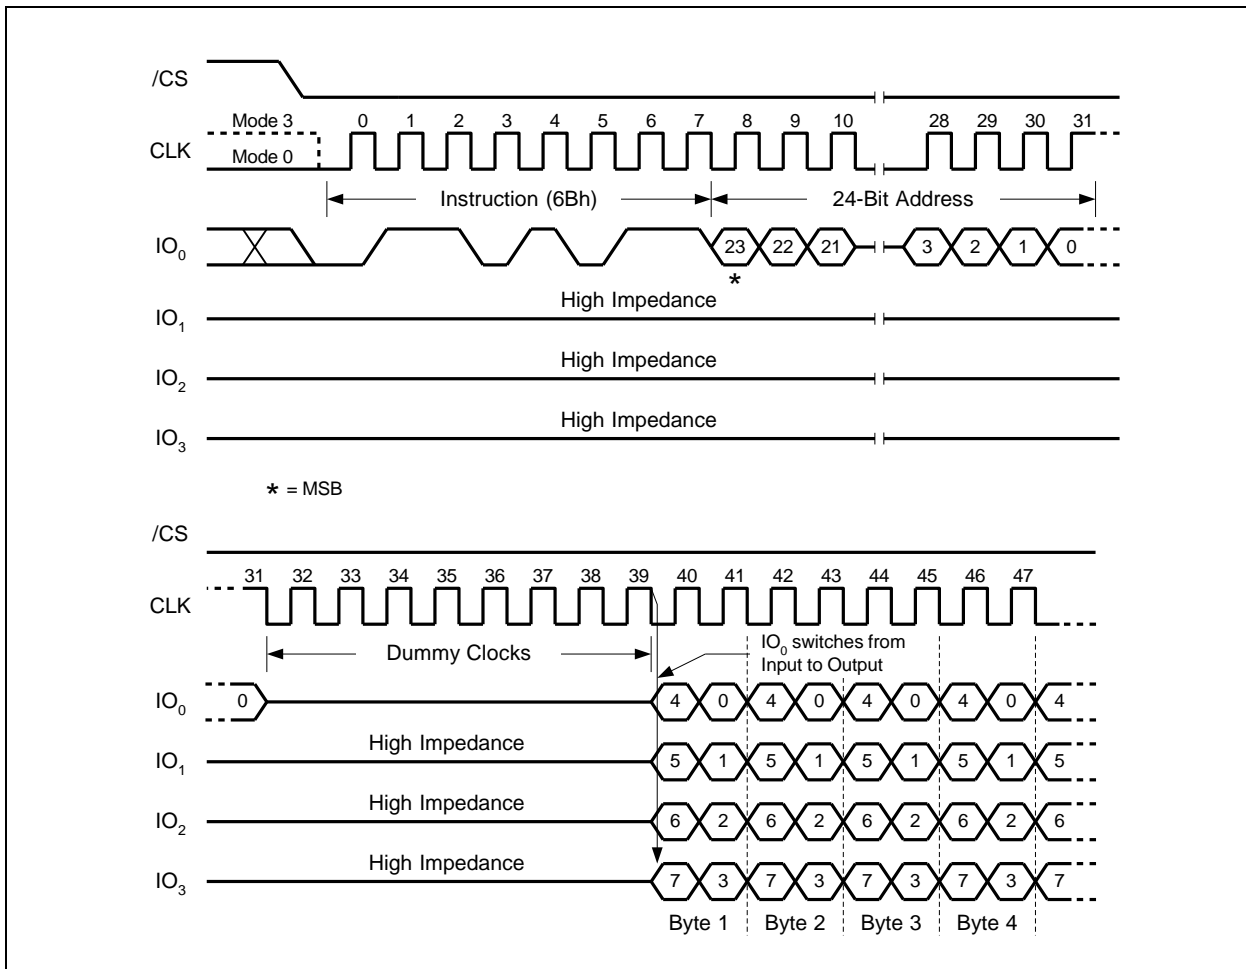 /CS
Mode 3
0 1 2 3 4 5 6 7 8 9 10 28 29 30 31
CLK
Mode 0
Instruction (6Bh) 24-Bit Address
IO0 23 22 21 3 2 1 0
*
High Impedance
IO1
High Impedance
IO2
High Impedance
IO3
* = MSB
/CS
31 32 33 34 35 36 37 38 39 40 41 42 43 44 45 46 47
CLK
Dummy Clocks
IO0 switches from
Input to Output
IO0 0 4 0 4 0 4 0 4 0 4
High Impedance
IO1 5 1 5 1 5 1 5 1 5
High Impedance
IO2 6 2 6 2 6 2 6 2 6
High Impedance
IO3 7 3 7 3 7 3 7 3 7
Byte 1 Byte 2 Byte 3 Byte 4